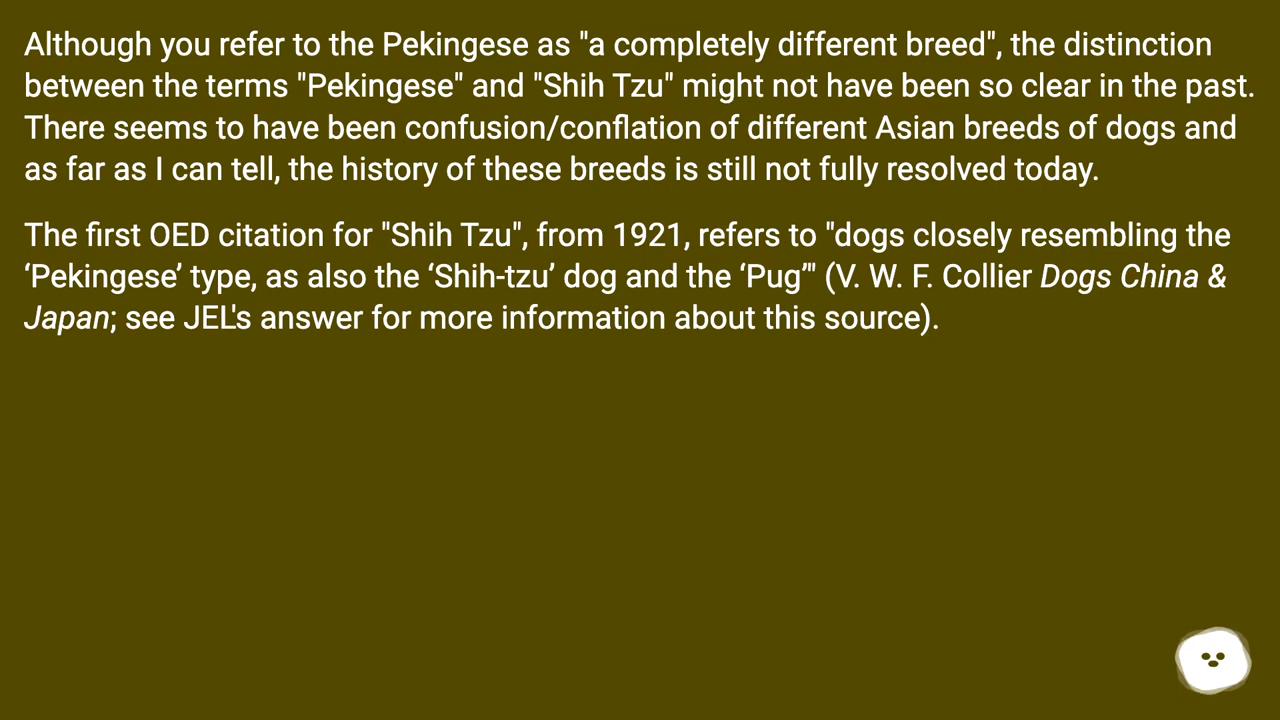 Although you refer to the Pekingese as "a completely different breed", the distinction
between the terms "Pekingese" and "Shih Tzu" might not have been so clear in the past.
There seems to have been confusion/conflation of different Asian breeds of dogs and
as far as I can tell, the history of these breeds is still not fully resolved today.
The first OED citation for "Shih Tzu", from 1921, refers to "dogs closely resembling the
‘Pekingese’ type, as also the ‘Shih-tzu’ dog and the ‘Pug’" (V. W. F. Collier Dogs China &
Japan; see JEL's answer for more information about this source).